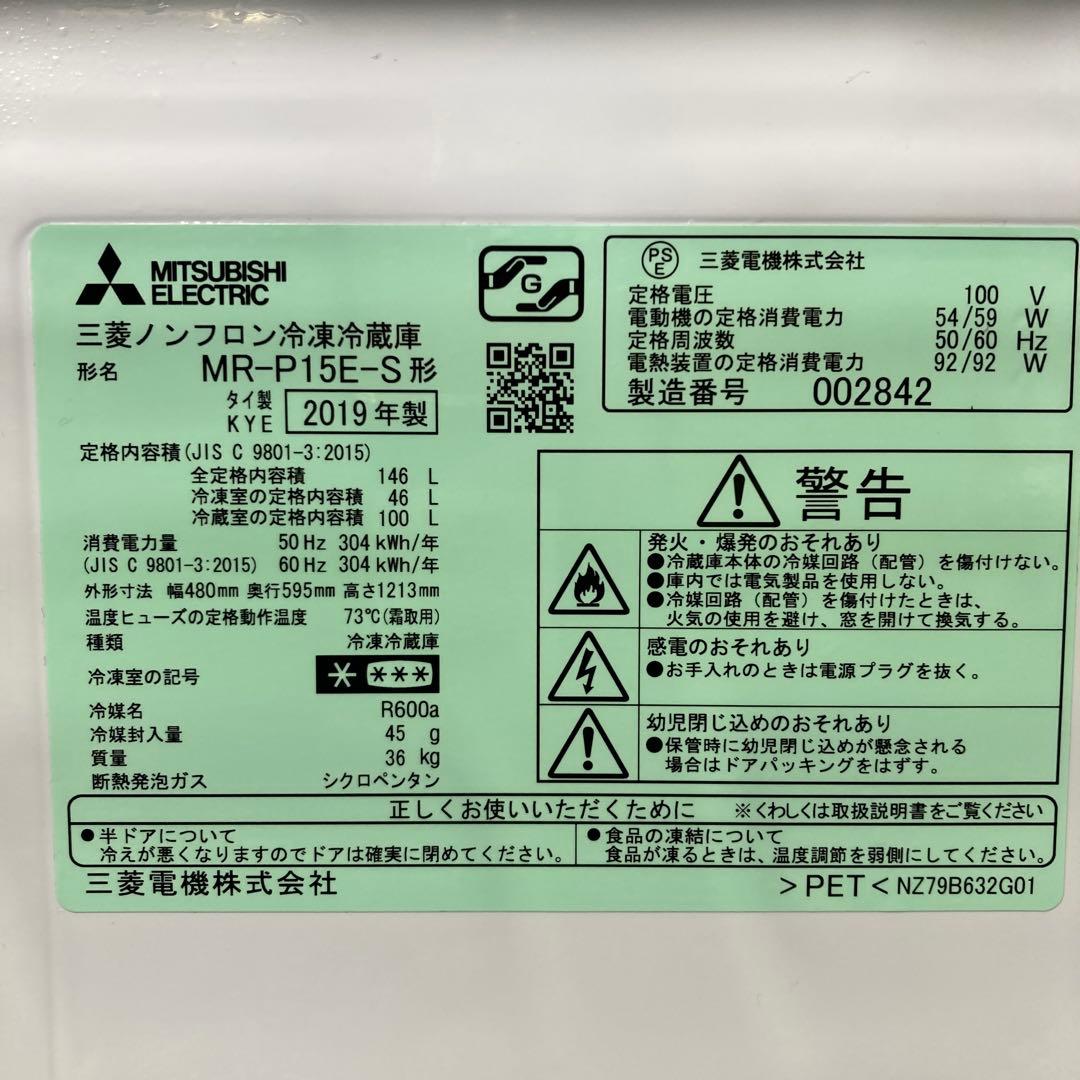 MITSUBISHI
ELECTRIC
三菱ノンフロン冷凍冷蔵庫
形名 MR-P15E-S形
タイ製
KYE
2019年製
定格内容積(JIS C 9801-3:2015)
全定格内容積 146 L
冷凍室の定格内容積 46 L
冷蔵室の定格内容積 100 L
消費電力量 50Hz 304kWh/年
(JIS C 9801-3:2015) 60Hz 304kWh/年
外形寸法 幅480mm 奥行595mm 高さ1213mm
温度ヒューズの定格動作温度 73℃(霜取用)
種類 冷凍冷蔵庫
冷凍室の記号
冷媒名 R600a
冷媒封入量 45 g
質量 36 kg
断熱発泡ガス シクロペンタン
G
PS
E
三菱電機株式会社
定格電圧 100 V
電動機の定格消費電力 54/59 W
定格周波数 50/60 Hz
電熱装置の定格消費電力 92/92 W
製造番号 002842
警告
発火・爆発のおそれあり
●冷蔵庫本体の冷媒回路(配管)を傷付けない。
●庫内では電気製品を使用しない。
●冷媒回路(配管)を傷付けたときは、
火気の使用を避け、窓を開けて換気する。
感電のおそれあり
●お手入れのときは電源プラグを抜く。
幼児閉じ込めのおそれあり
●保管時に幼児閉じ込めが懸念される
場合はドアパッキングをはずす。
正しくお使いいただくために ※くわしくは取扱説明書をご覧ください
●半ドアについて
冷えが悪くなりますのでドアは確実に閉めてください。
●食品の凍結について
食品が凍るときは、温度調節を弱側にしてください。
三菱電機株式会社
>PET< NZ79B632G01